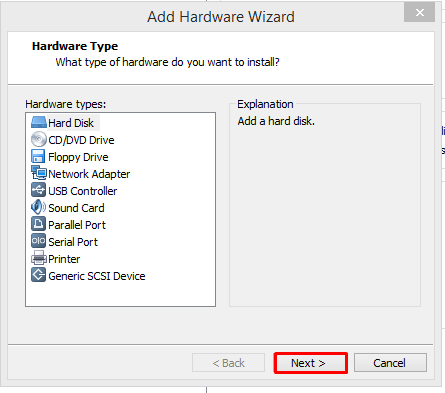 Add Hardware Wizard
Hardware Type
What type of hardware do you want to install?
Hardware types:
Hard Disk
CD/DVD Drive
Floppy Drive
Network Adapter
USB Controller
Sound Card
Parallel Port
Serial Port
Printer
Generic SCSI Device
Explanation
Add a hard disk.
< Back
Next >
Cancel